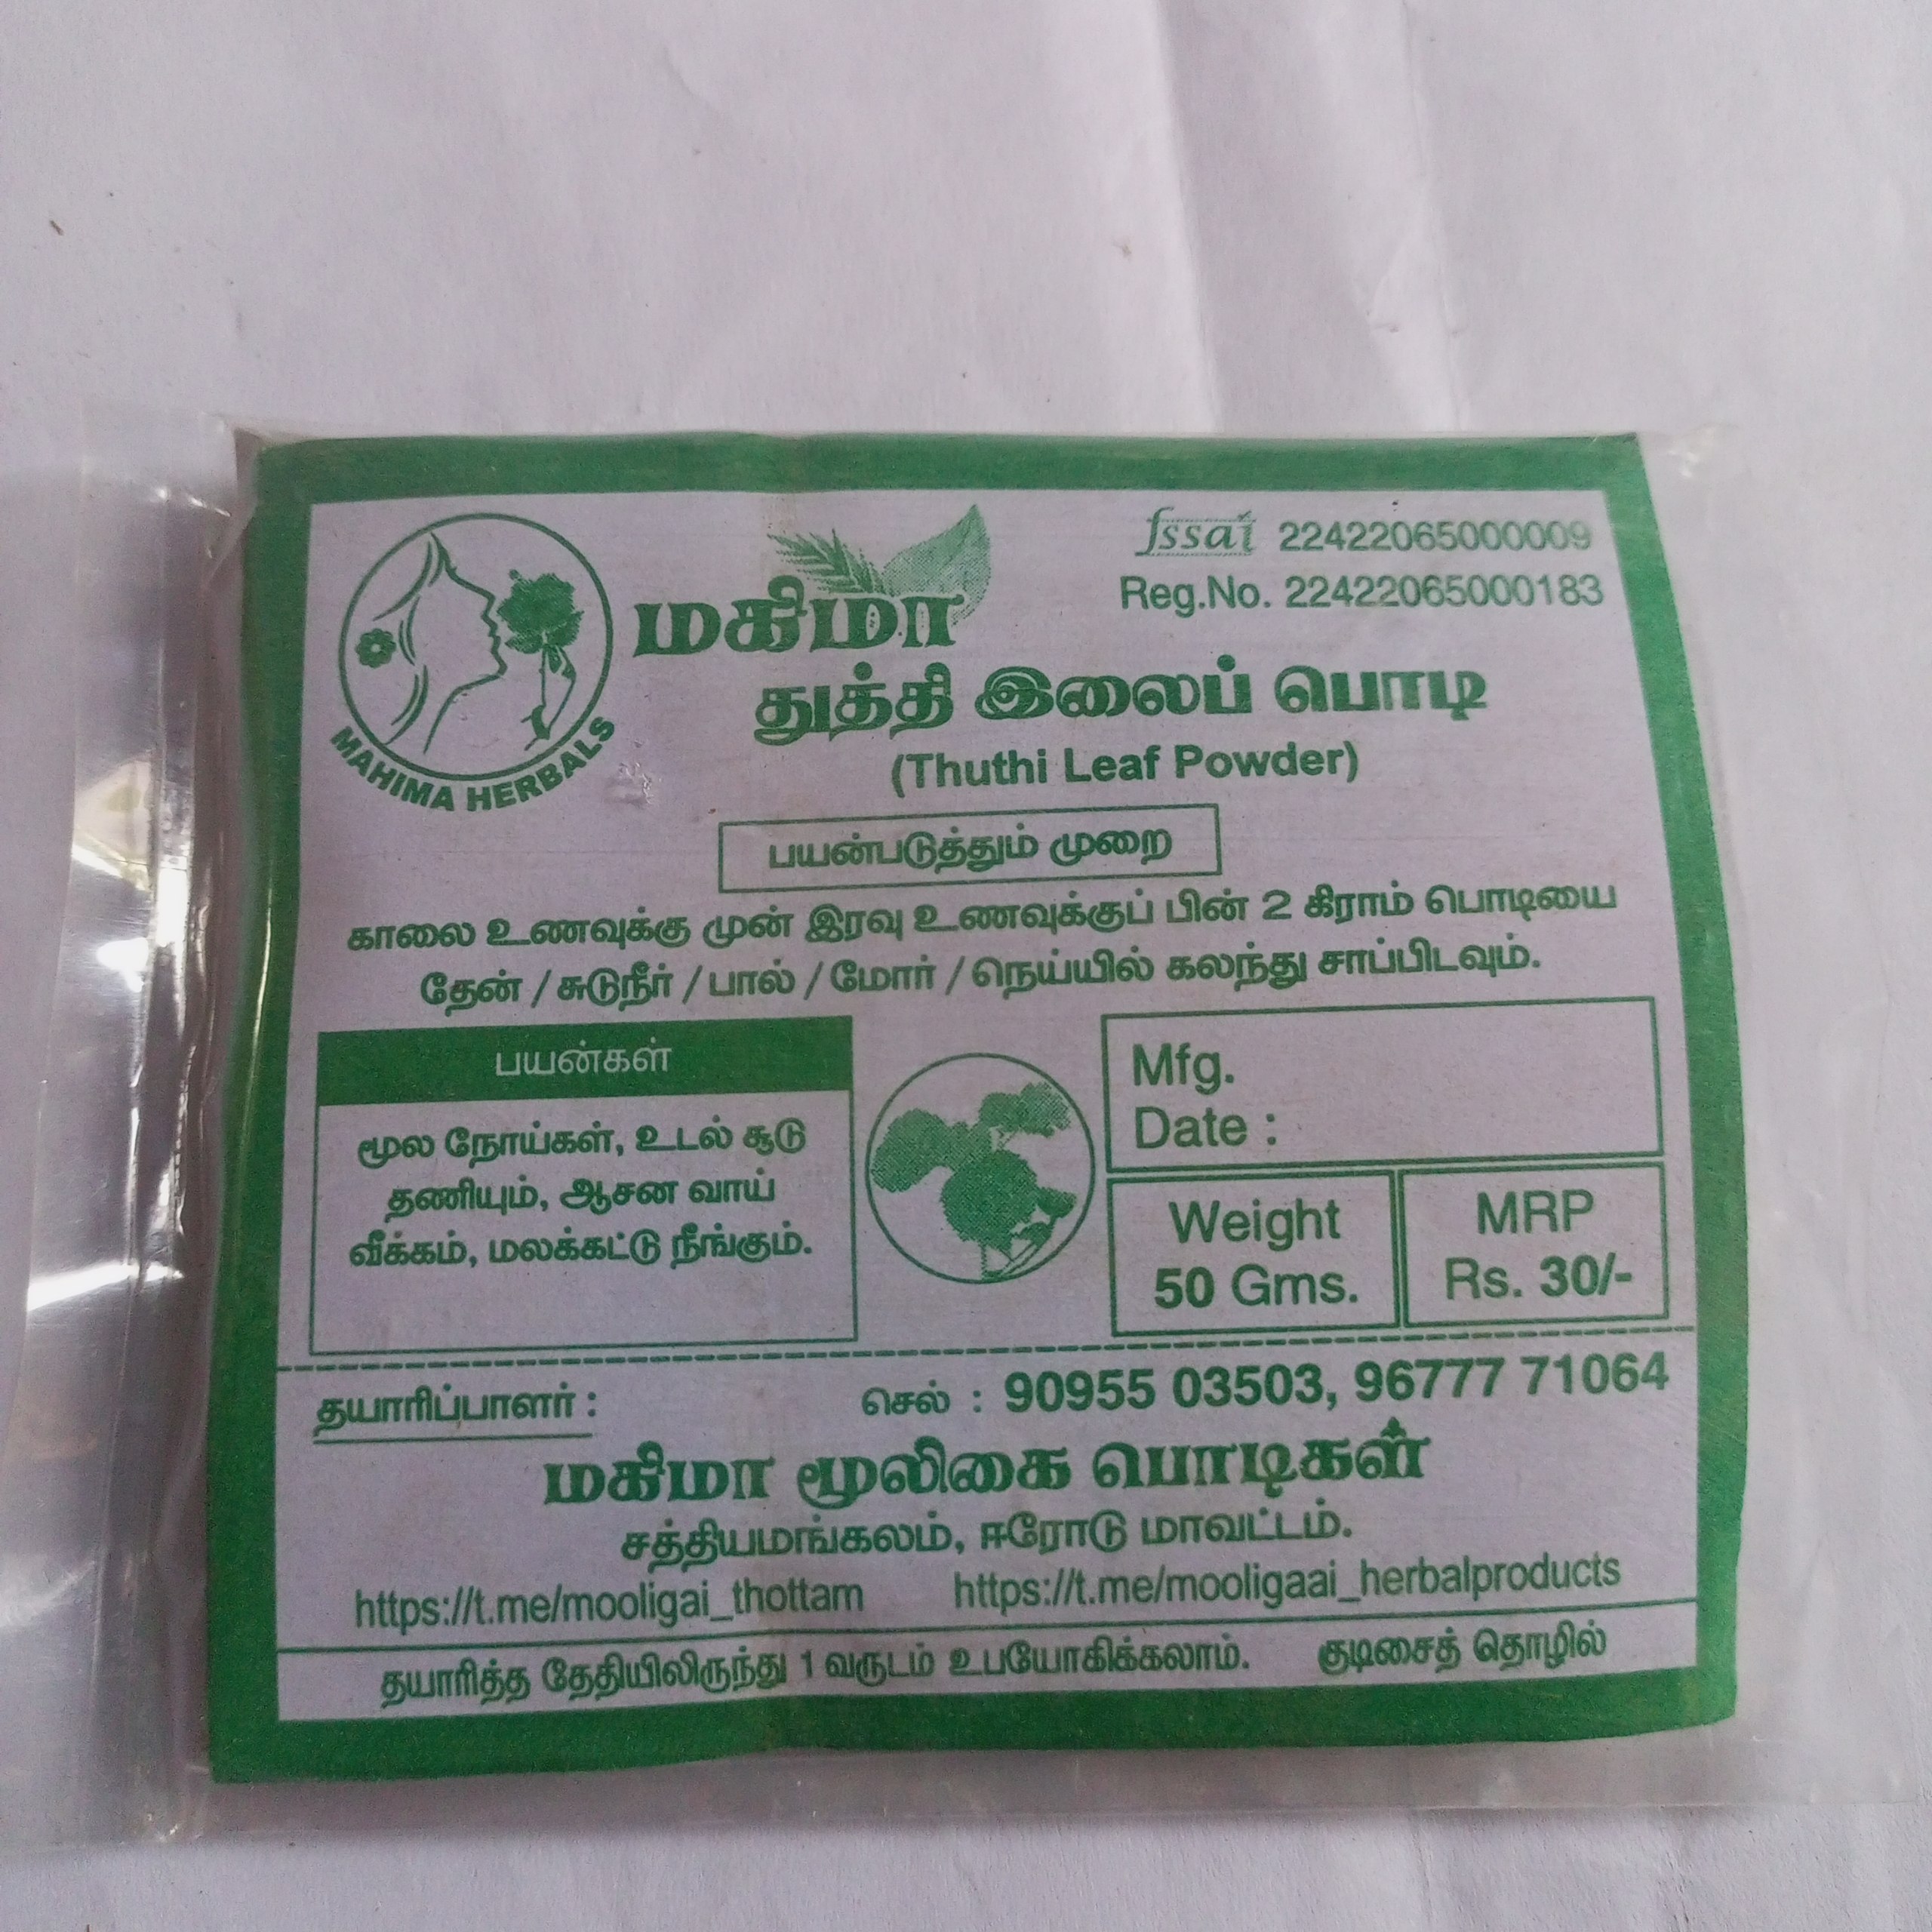 fssai 22422065000009
Reg.No. 22422065000183
மகிமா
துத்தி இலைப் பொடி
(Thuthi Leaf Powder)
MAHIMA HERBALS
பயன்படுத்தும் முறை
காலை உணவுக்கு முன் இரவு உணவுக்குப் பின் 2 கிராம் பொடியை
தேன் / சுடுநீர் / பால் / மோர் / நெய்யில் கலந்து சாப்பிடவும்.
பயன்கள்
மூல நோய்கள், உடல் சூடு
தணியும், ஆசன வாய்
வீக்கம், மலக்கட்டு நீங்கும்.
Mfg.
Date :
Weight
50 Gms.
MRP
Rs. 30/-
தயாரிப்பாளர் :
செல் : 90955 03503, 96777 71064
மகிமா மூலிகை பொடிகள்
சத்தியமங்கலம், ஈரோடு மாவட்டம்.
https://t.me/mooligai_thottam https://t.me/mooligaai_herbalproducts
தயாரித்த தேதியிலிருந்து 1 வருடம் உபயோகிக்கலாம். குடிசைத் தொழில்